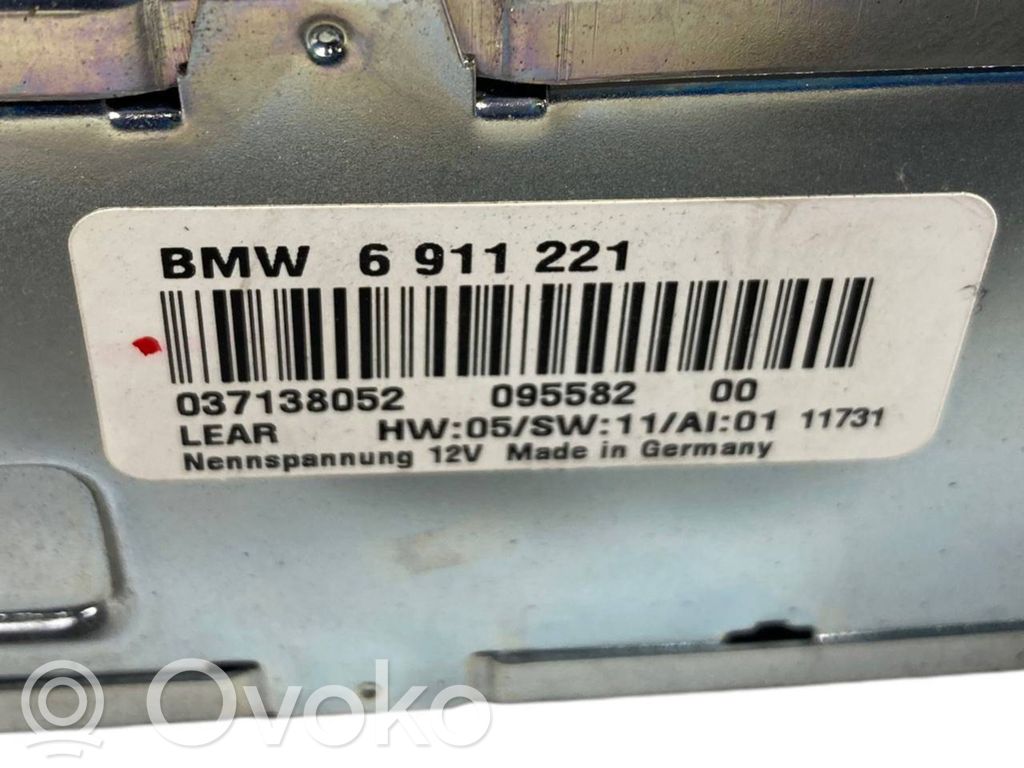 BMW 6 911 221
037138052 095582 00
LEAR HW:05/SW:11/AI:01 11731
Nennspannung 12V Made in Germany
Ovoko